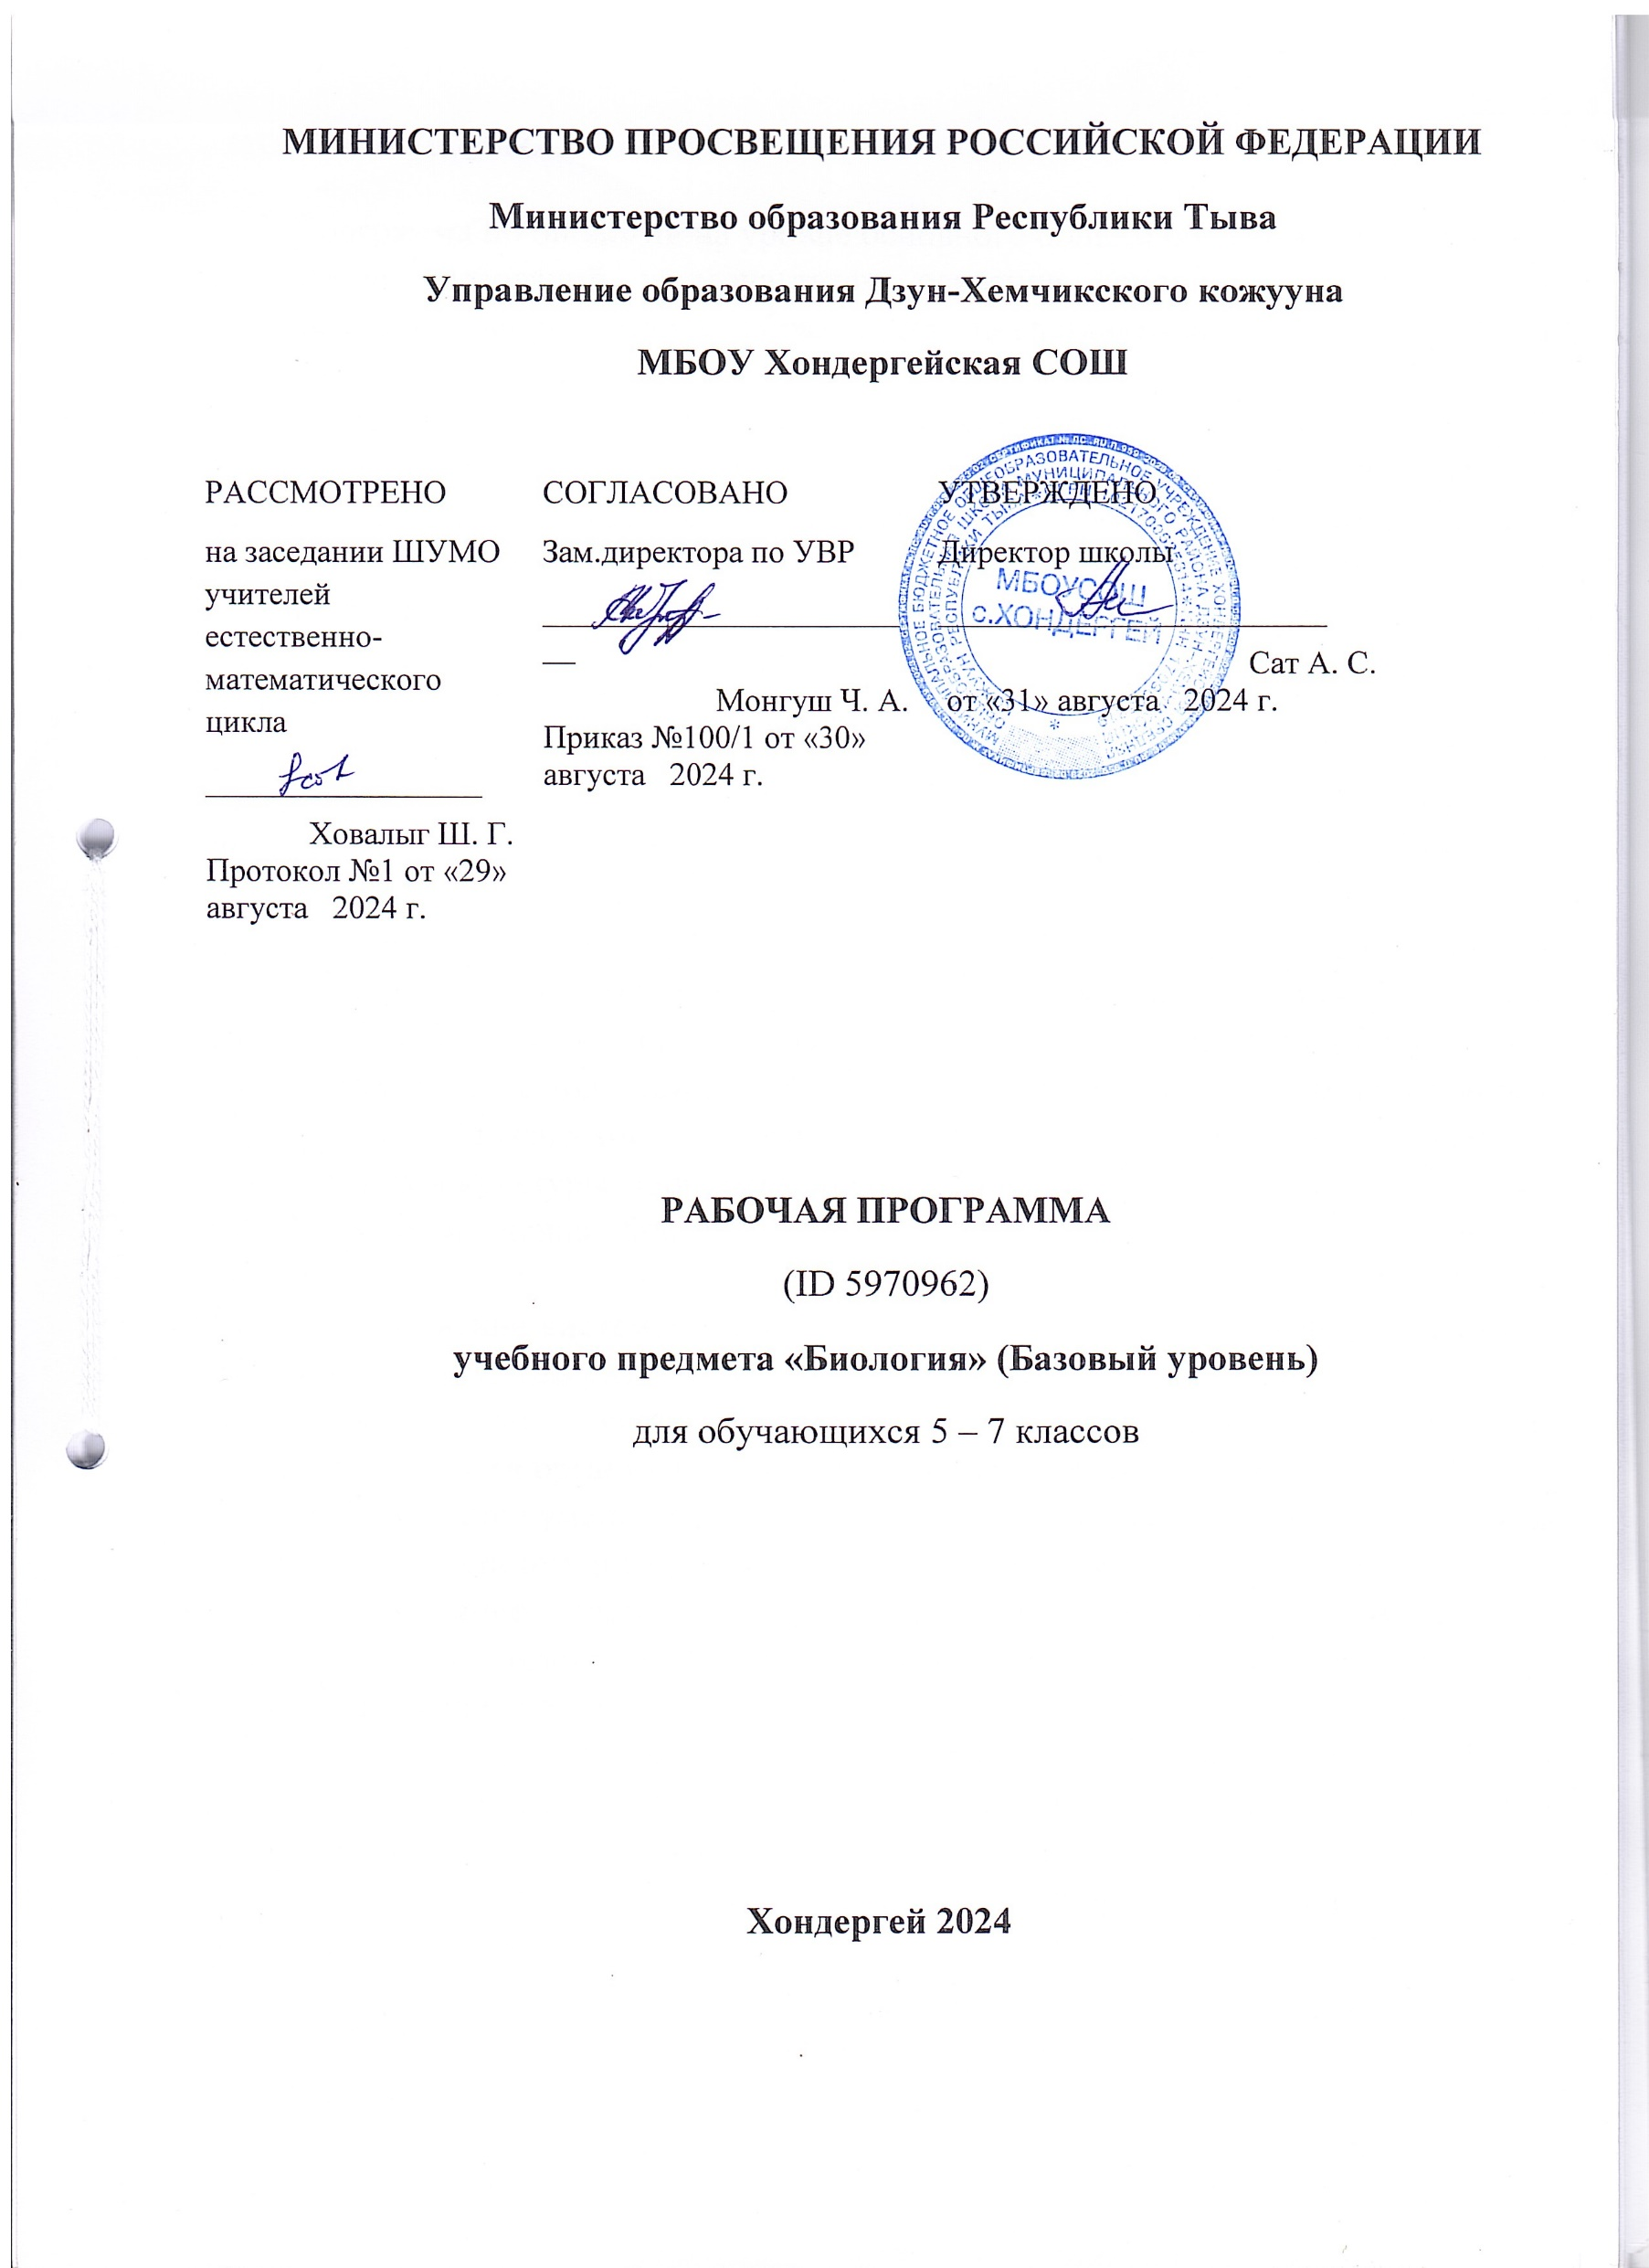 МИНИСТЕРСТВО ПРОСВЕЩЕНИЯ РОССИЙСКОЙ ФЕДЕРАЦИИ
Министерство образования Республики Тыва
Управление образования Дзун-Хемчикского кожууна
МБОУ Хондергейская СОШ
РАССМОТРЕНО
на заседании ШУМО
учителей
естественно-
математического
цикла
Ховалыг Ш. Г.
Протокол №1 от «29»
августа 2024 г.
СОГЛАСОВАНО
Зам.директора по УВР
Монгуш Ч. А.
Приказ №100/1 от «30»
августа 2024 г.
УТВЕРЖДЕНО
Директор школы
Сат А. С.
от «31» августа 2024 г.
МБОУСОШ
с.ХОНДЕРГЕЙ
РАБОЧАЯ ПРОГРАММА
(ID 5970962)
учебного предмета «Биология» (Базовый уровень)
для обучающихся 5 – 7 классов
Хондергей 2024